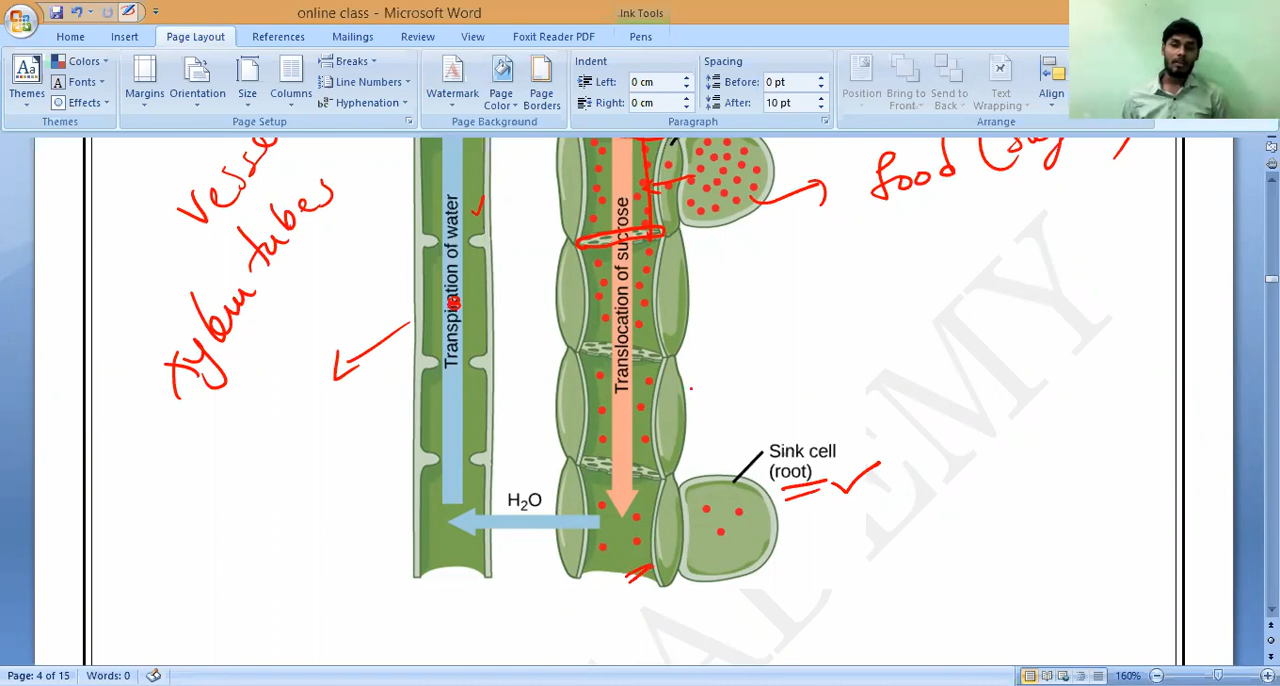 online class - Microsoft Word
Ink Tools
Home
Insert
Page Layout
References
Mailings
Review
View
Foxit Reader PDF
Pens
Aa
Themes
Colors
Fonts
Effects
Themes
Margins
Orientation
Size
Columns
Breaks
Line Numbers
Hyphenation
Page Setup
Watermark
Page Color
Page Borders
Page Background
Indent
Left: 0 cm
Right: 0 cm
Spacing
Before: 0 pt
After: 10 pt
Paragraph
Position
Bring to Front
Send to Back
Text Wrapping
Align
Arrange
xylem tubes
Transpiration of water
Translocation of sucrose
food
Sink cell
(root)
H2O
EMY
Page: 4 of 15
Words: 0
160%